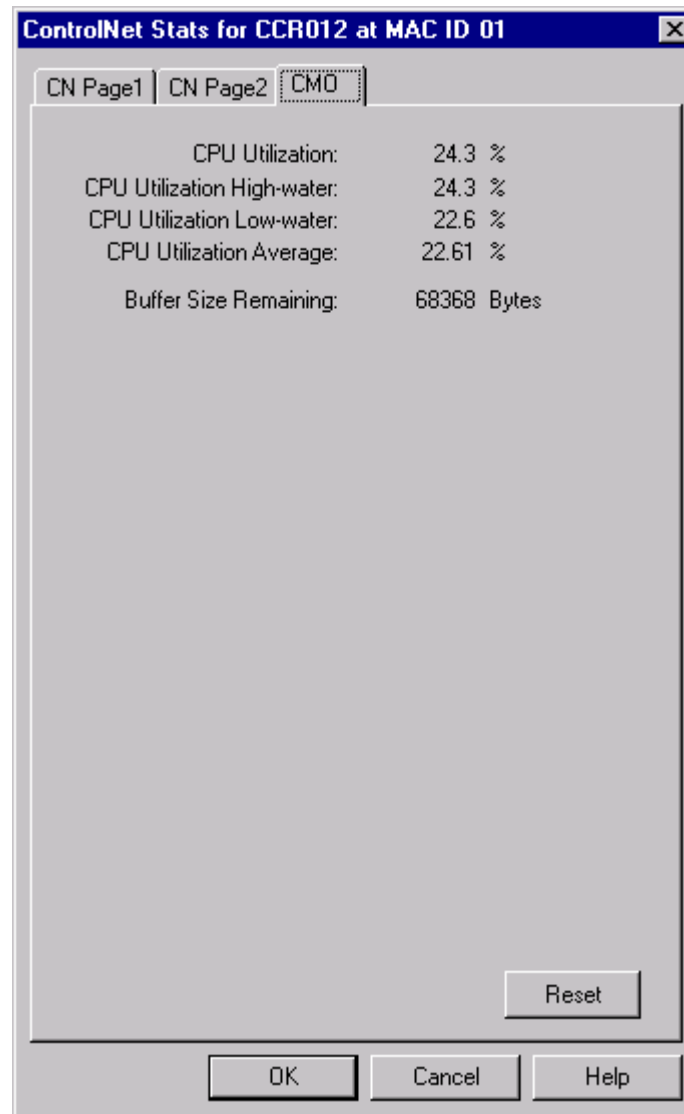 ControlNet Stats for CCR012 at MAC ID 01
CN Page1 CN Page2 CMO
CPU Utilization: 24.3 %
CPU Utilization High-water: 24.3 %
CPU Utilization Low-water: 22.6 %
CPU Utilization Average: 22.61 %
Buffer Size Remaining: 68368 Bytes
Reset
OK Cancel Help